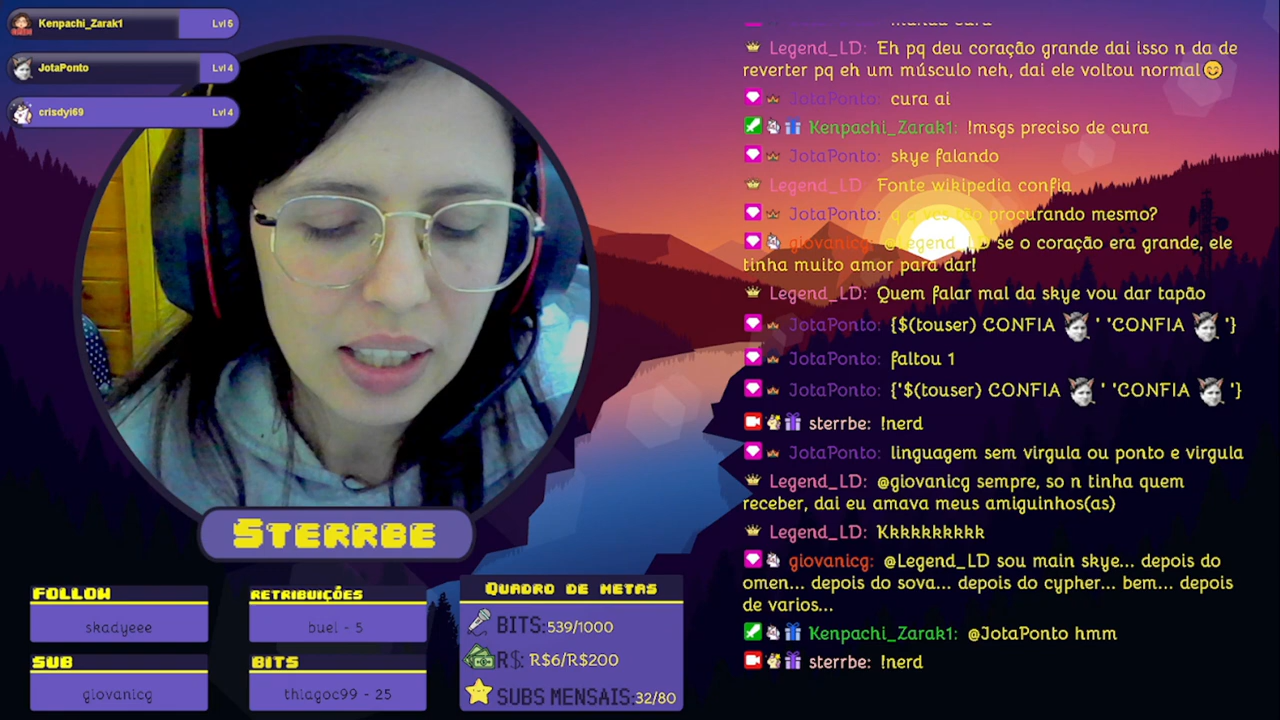 Kenpachi_Zarak1 Lvl 5
JotaPonto Lvl 4
crisdyi69 Lvl 4
STERRBE
FOLLOW
skadyeee
RETRIBUIÇÕES
buel - 5
SUB
giovanicg
BITS
thiagoc99 - 25
QUADRO DE METAS
BITS:539/1000
R$: R$6/R$200
SUBS MENSAIS:32/80
Legend_LD: Eh pq deu coração grande dai isso n da de
reverter pq eh um músculo neh, dai ele voltou normal😊
JotaPonto: cura ai
Kenpachi_Zarak1: !msgs preciso de cura
JotaPonto: skye falando
Legend_LD: Fonte wikipedia confia
JotaPonto: q q vcs tão procurando mesmo?
giovanicg: @Legend_LD se o coração era grande, ele
tinha muito amor para dar!
Legend_LD: Quem falar mal da skye vou dar tapão
JotaPonto: {$(touser) CONFIA ' 'CONFIA '}
JotaPonto: faltou 1
JotaPonto: {'$(touser) CONFIA ' 'CONFIA '}
sterrbe: !nerd
JotaPonto: linguagem sem virgula ou ponto e virgula
Legend_LD: @giovanicg sempre, so n tinha quem
receber, dai eu amava meus amiguinhos(as)
Legend_LD: Kkkkkkkkkk
giovanicg: @Legend_LD sou main skye... depois do
omen... depois do sova... depois do cypher... bem... depois
de varios...
Kenpachi_Zarak1: @JotaPonto hmm
sterrbe: !nerd